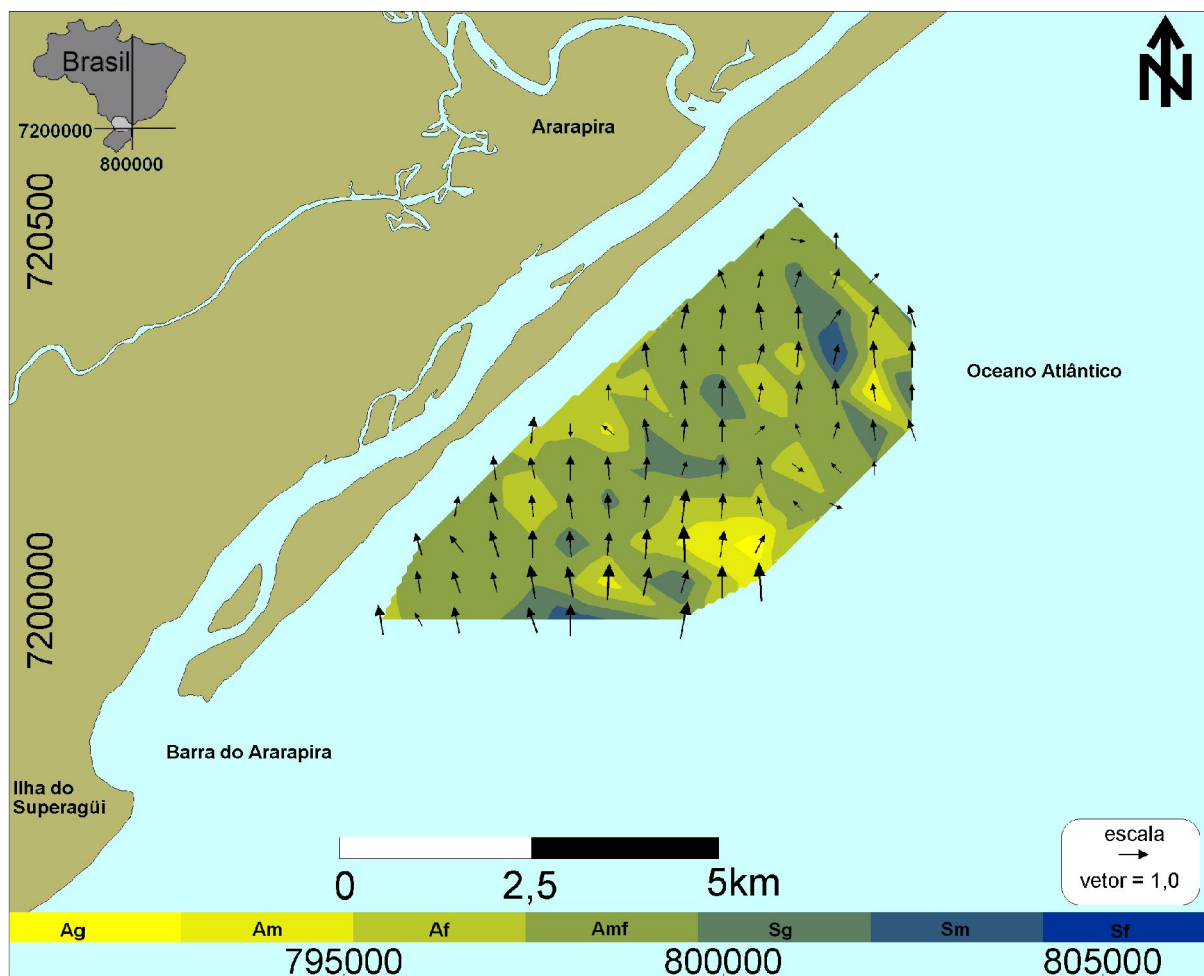 Brasil
7200000
800000
N
Ararapira
720500
Oceano Atlântico
7200000
Barra do Ararapira
Ilha do
Superagüi
escala
vetor = 1,0
0
2,5
5km
Ag
Am
Af
Amf
Sg
Sm
Sf
795000
800000
805000